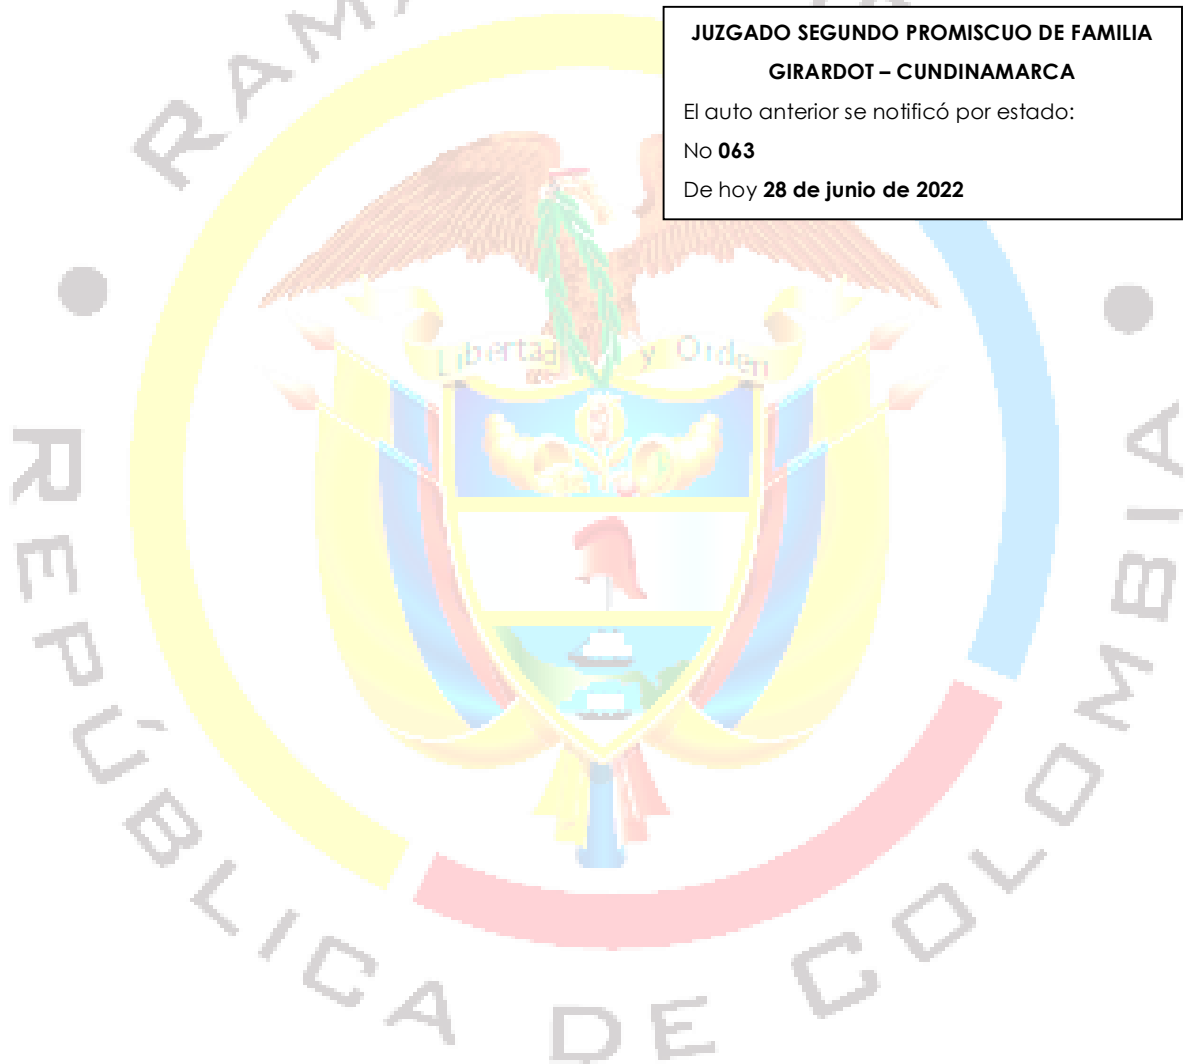 RAMA
JUZGADO SEGUNDO PROMISCUO DE FAMILIA
GIRARDOT – CUNDINAMARCA
El auto anterior se notificó por estado:
No 063
De hoy 28 de junio de 2022
Libertad y Orden
REPÚBLICA DE COLOMBIA